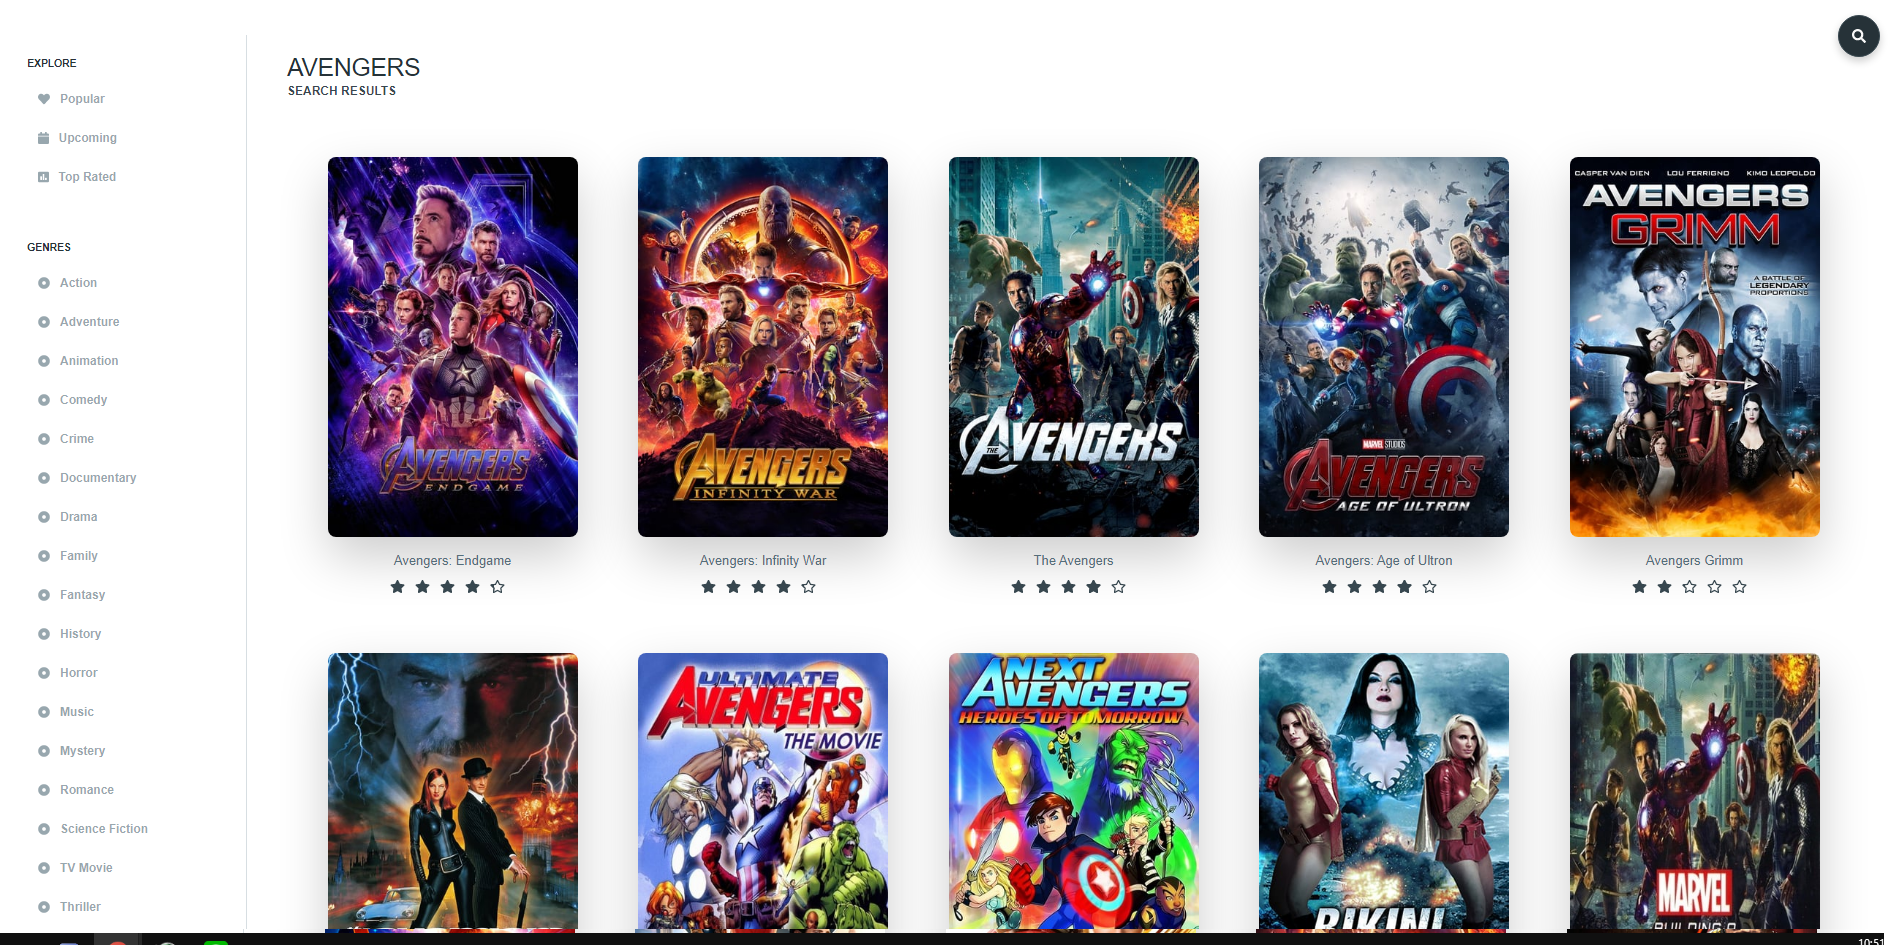 EXPLORE
Popular
Upcoming
Top Rated
GENRES
Action
Adventure
Animation
Comedy
Crime
Documentary
Drama
Family
Fantasy
History
Horror
Music
Mystery
Romance
Science Fiction
TV Movie
Thriller
AVENGERS
SEARCH RESULTS
AVENGERS
ENDGAME
Avengers: Endgame
AVENGERS
INFINITY WAR
Avengers: Infinity War
THE AVENGERS
The Avengers
MARVEL STUDIOS
AVENGERS
AGE OF ULTRON
Avengers: Age of Ultron
CASPER VAN DIEN LOU FERRIGNO KIMO LEOPOLDO
AVENGERS
GRIMM
A BATTLE OF
LEGENDARY
PROPORTIONS
Avengers Grimm
ULTIMATE
AVENGERS
THE MOVIE
NEXT
AVENGERS
HEROES OF TOMORROW
BIKINI
MARVEL
BUILDING A
10:51